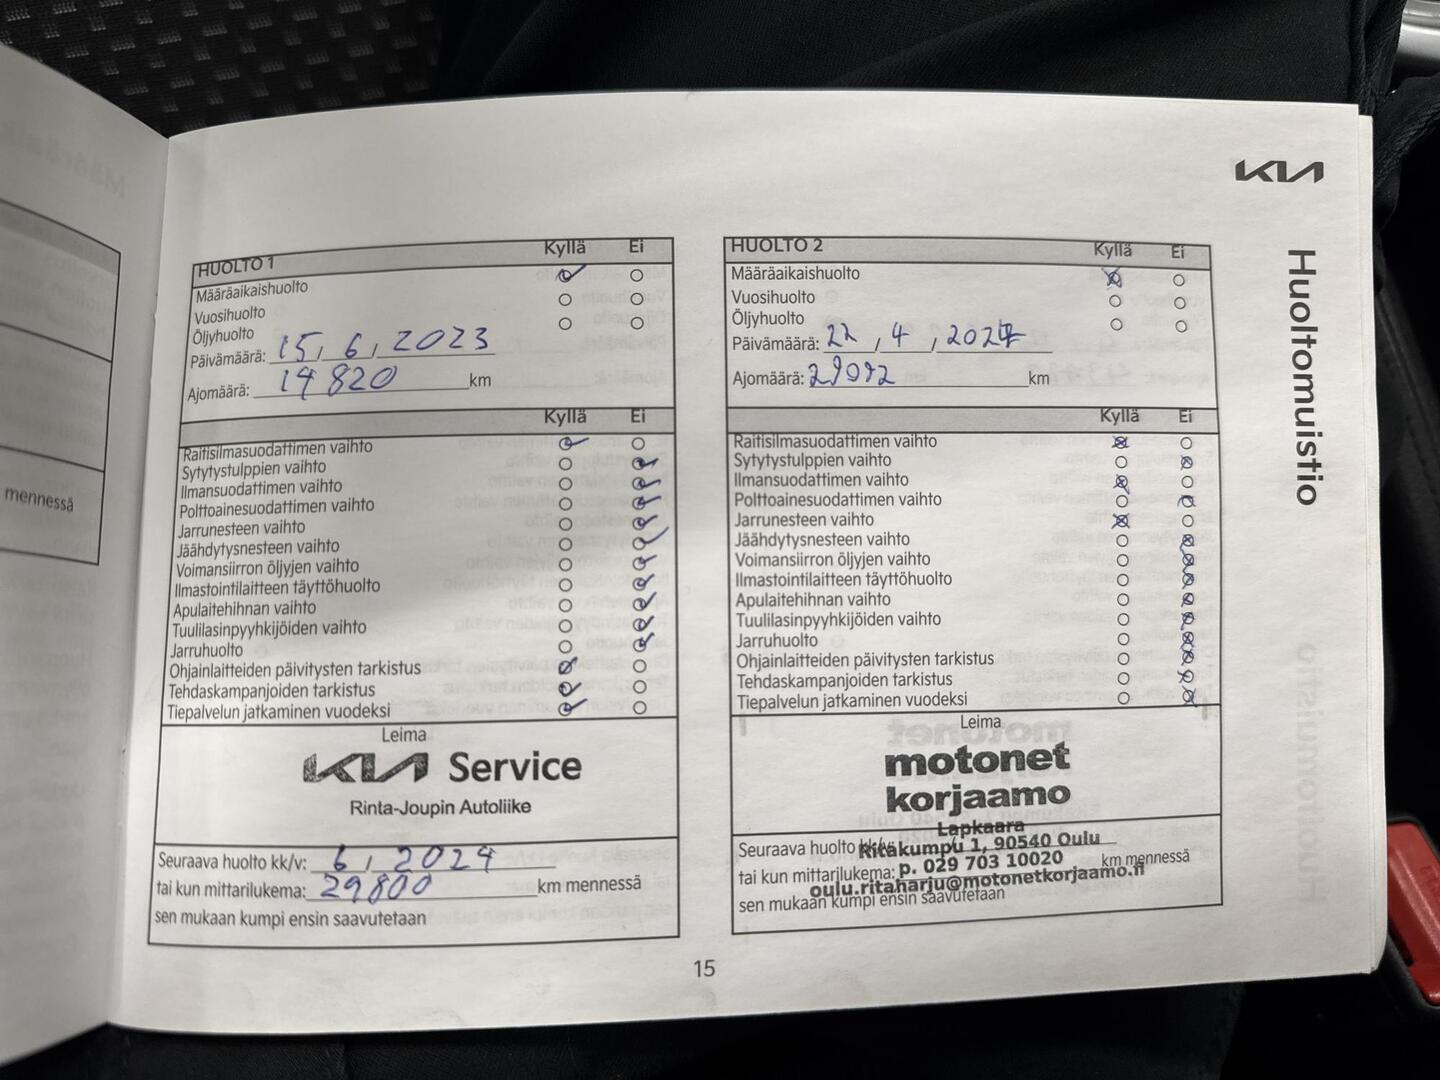 mennessä
KIA
Huoltomuistio
HUOLTO 1 Kyllä Ei
Määräaikaishuolto
Vuosihuolto
Öljyhuolto
Päivämäärä: 15, 6, 2023
Ajomäärä: 14 820 km
Kyllä Ei
Raitisilmasuodattimen vaihto
Sytytystulppien vaihto
Ilmansuodattimen vaihto
Polttoainesuodattimen vaihto
Jarrunesteen vaihto
Jäähdytysnesteen vaihto
Voimansiirron öljyjen vaihto
Ilmastointilaitteen täyttöhuolto
Apulaitehihnan vaihto
Tuulilasinpyyhkijöiden vaihto
Jarruhuolto
Ohjainlaitteiden päivitysten tarkistus
Tehdaskampanjoiden tarkistus
Tiepalvelun jatkaminen vuodeksi
Leima
KIA Service
Rinta-Joupin Autoliike
Seuraava huolto kk/v: 6, 2024
tai kun mittarilukema: 29800 km mennessä
sen mukaan kumpi ensin saavutetaan
HUOLTO 2 Kyllä Ei
Määräaikaishuolto
Vuosihuolto
Öljyhuolto
Päivämäärä: 22 , 4 , 2024
Ajomäärä: km
Kyllä Ei
Raitisilmasuodattimen vaihto
Sytytystulppien vaihto
Ilmansuodattimen vaihto
Polttoainesuodattimen vaihto
Jarrunesteen vaihto
Jäähdytysnesteen vaihto
Voimansiirron öljyjen vaihto
Ilmastointilaitteen täyttöhuolto
Apulaitehihnan vaihto
Tuulilasinpyyhkijöiden vaihto
Jarruhuolto
Ohjainlaitteiden päivitysten tarkistus
Tehdaskampanjoiden tarkistus
Tiepalvelun jatkaminen vuodeksi
Leima
motonet
korjaamo
Lapkaara
Seuraava huolto kk/v:
Ritakumpu 1, 90540 Oulu
tai kun mittarilukema: km mennessä
p. 029 703 10020
oulu.ritaharju@motonetkorjaamo.fi
sen mukaan kumpi ensin saavutetaan
15